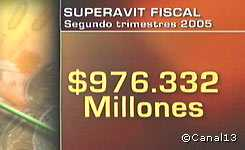 SUPERAVIT FISCAL
Segundo trimestres 2005
$976.332
Millones
©Canal13